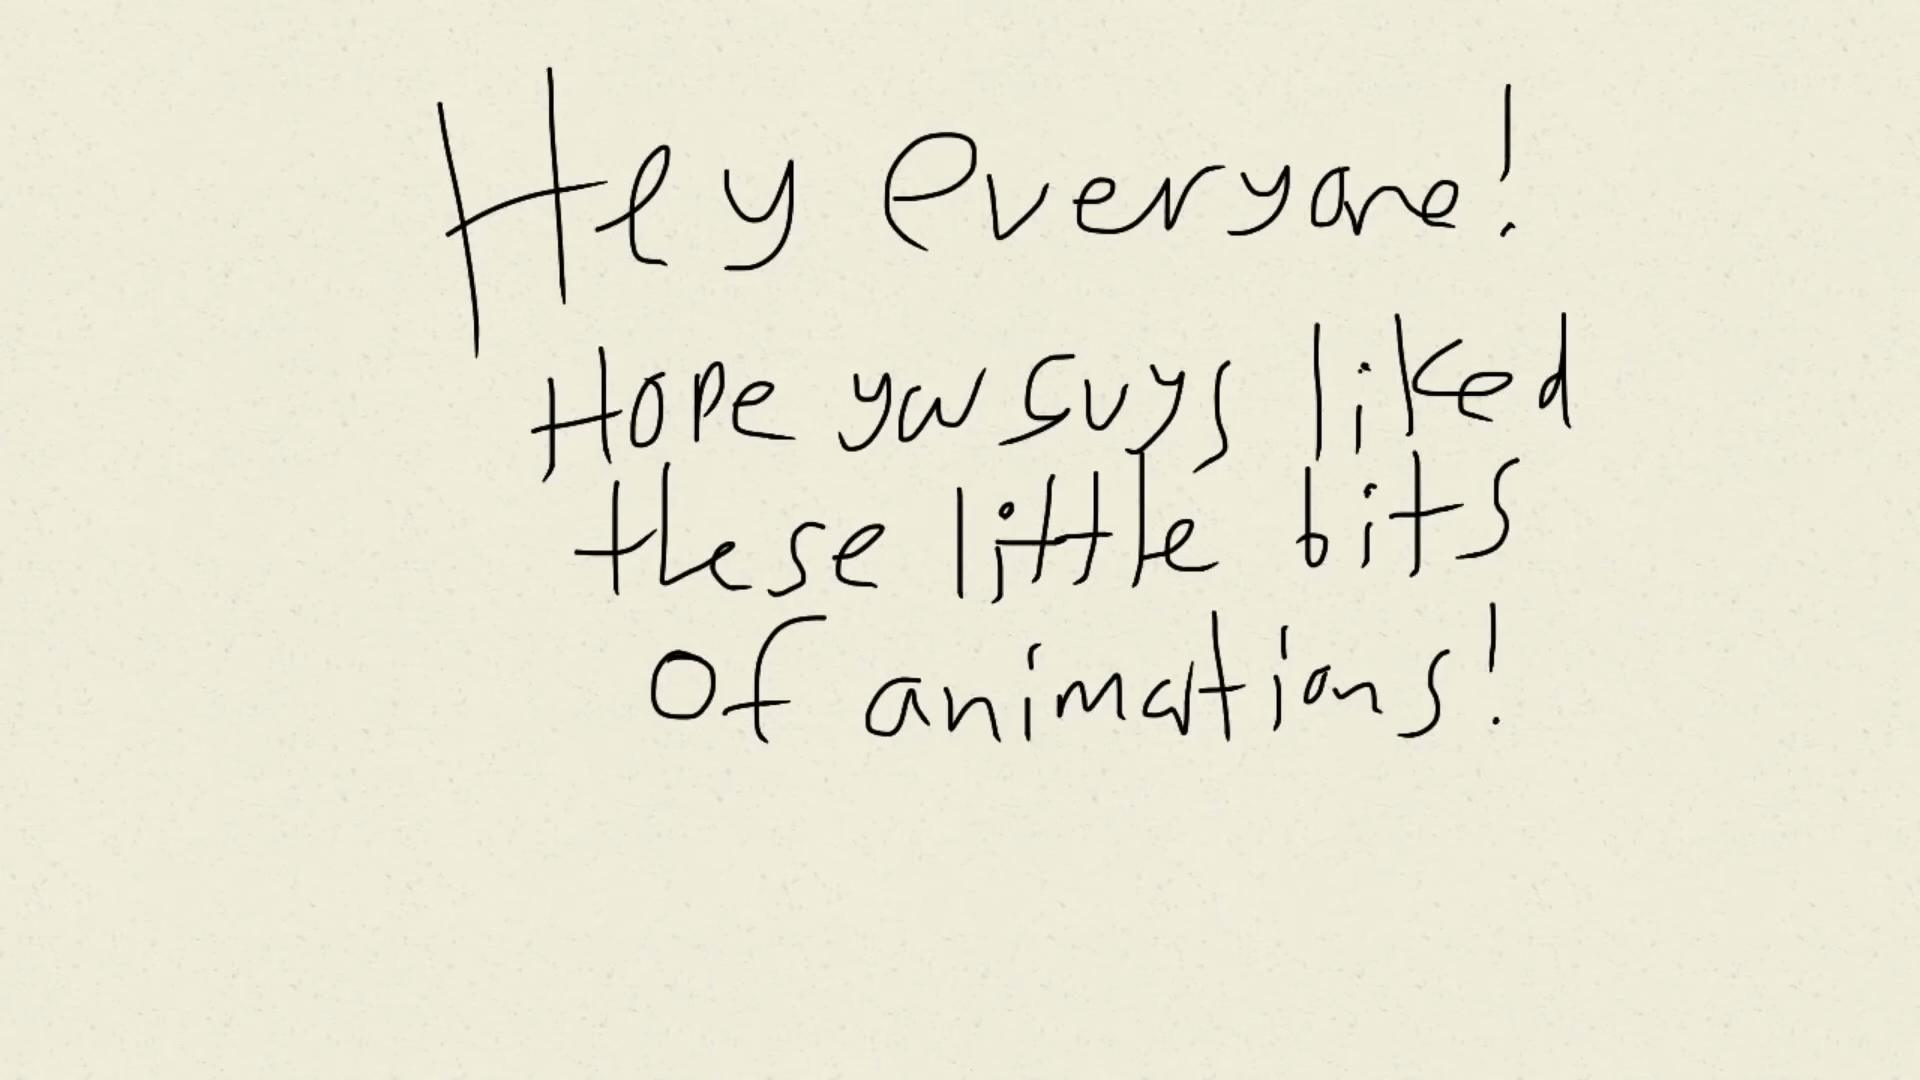 Hey everyone!
Hope you guys liked
these little bits
of animations!